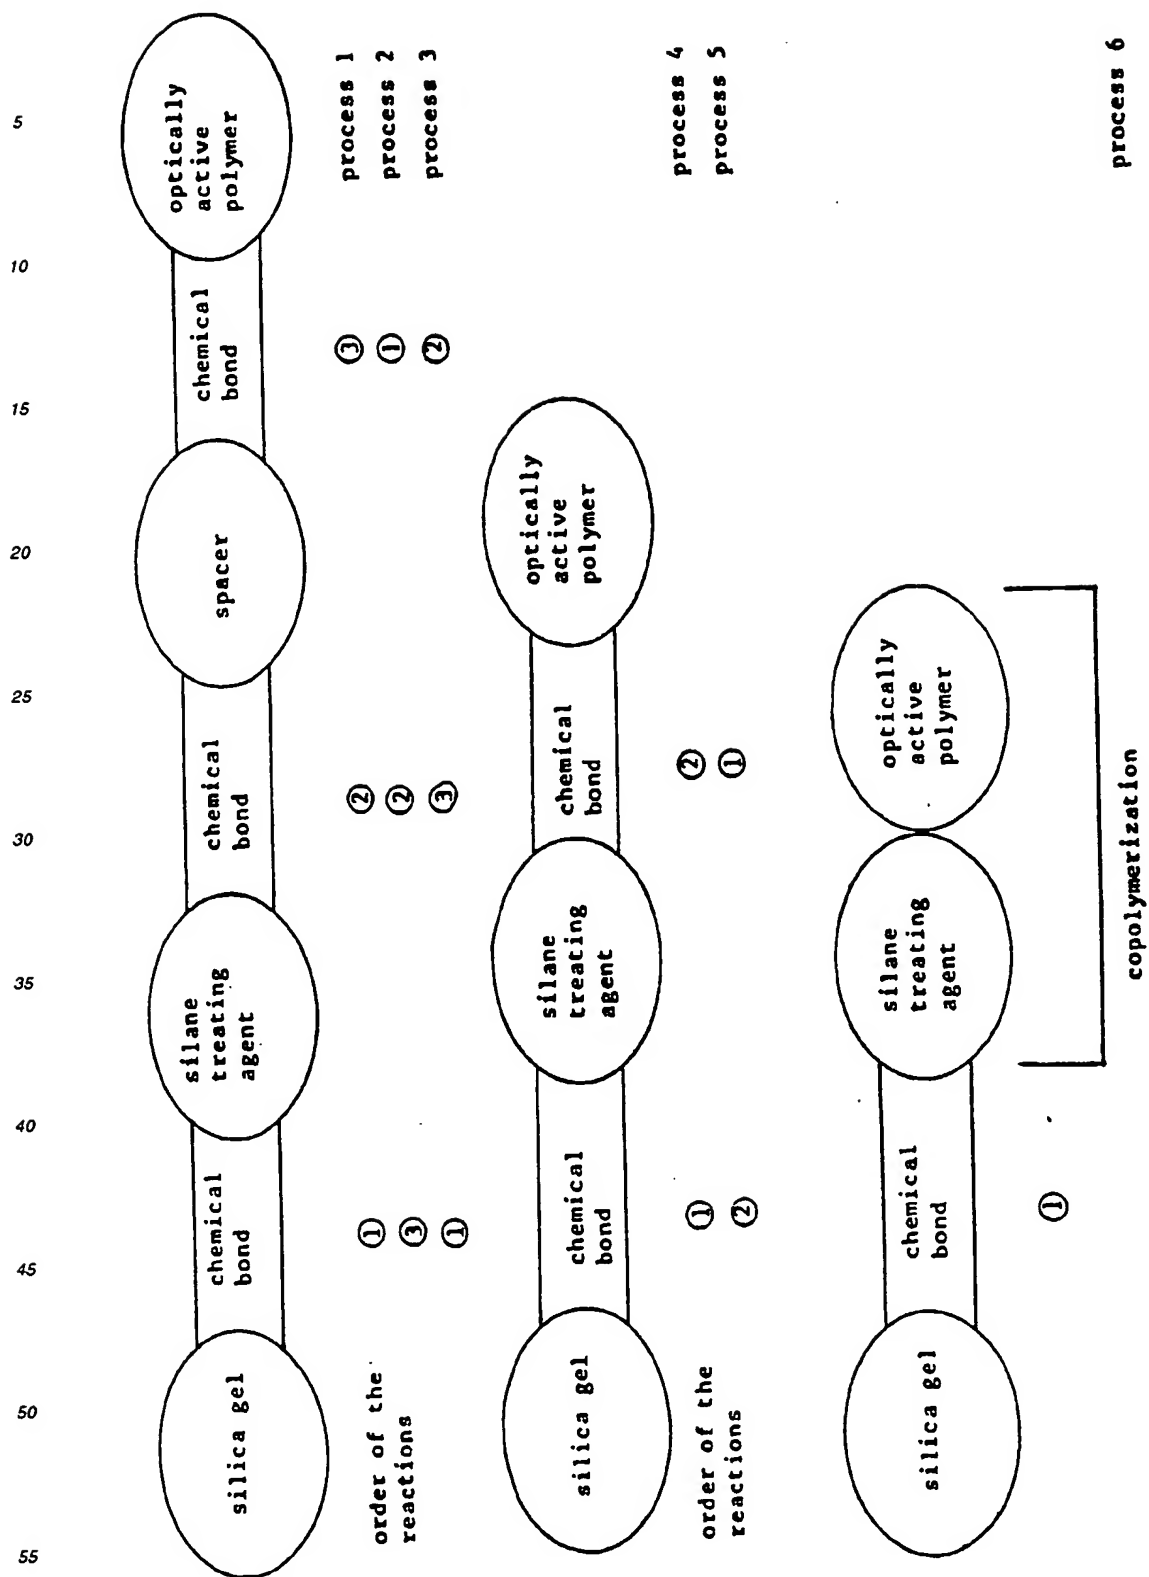 5
10
15
20
25
30
35
40
45
50
55
silica gel
chemical
bond
silane
treating
agent
chemical
bond
spacer
chemical
bond
optically
active
polymer
order of the
reactions
① ② ③ process 1
③ ② ① process 2
① ③ ② process 3
silica gel
chemical
bond
silane
treating
agent
chemical
bond
optically
active
polymer
order of the
reactions
① ② process 4
② ① process 5
silica gel
chemical
bond
silane
treating
agent
optically
active
polymer
①
copolymerization
process 6